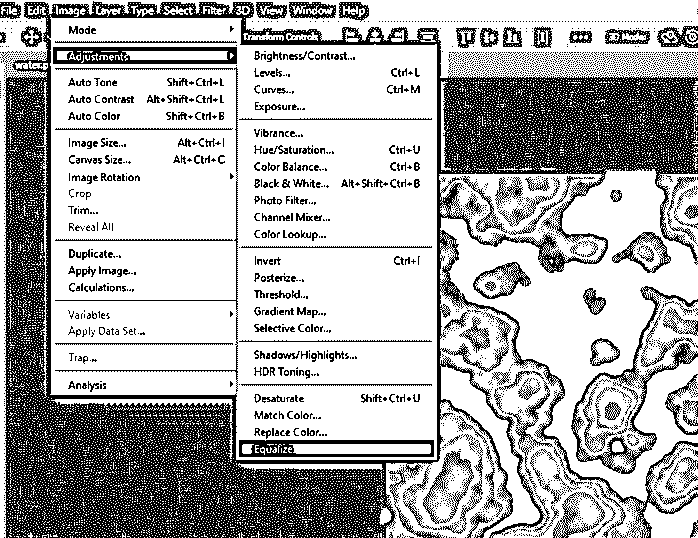 File Edit Image Layer Type Select Filter 3D View Window Help
Mode
Adjustments
Auto Tone Shift+Ctrl+L
Auto Contrast Alt+Shift+Ctrl+L
Auto Color Shift+Ctrl+B
Image Size... Alt+Ctrl+I
Canvas Size... Alt+Ctrl+C
Image Rotation
Crop
Trim...
Reveal All
Duplicate...
Apply Image...
Calculations...
Variables
Apply Data Set...
Trap...
Analysis
Brightness/Contrast...
Levels... Ctrl+L
Curves... Ctrl+M
Exposure...
Vibrance...
Hue/Saturation... Ctrl+U
Color Balance... Ctrl+B
Black & White... Alt+Shift+Ctrl+B
Photo Filter...
Channel Mixer...
Color Lookup...
Invert Ctrl+I
Posterize...
Threshold...
Gradient Map...
Selective Color...
Shadows/Highlights...
HDR Toning...
Desaturate Shift+Ctrl+U
Match Color...
Replace Color...
Equalize